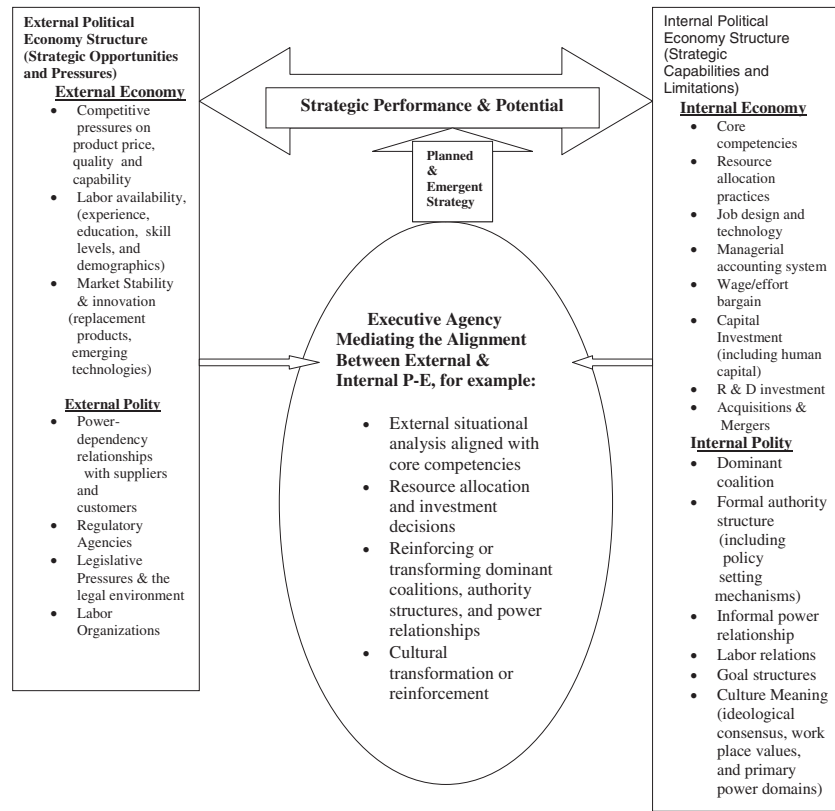 External Political
Economy Structure
(Strategic Opportunities
and Pressures)
External Economy
• Competitive
pressures on
product price,
quality and
capability
• Labor availability,
(experience,
education, skill
levels, and
demographics)
• Market Stability
& innovation
(replacement
products,
emerging
technologies)
External Polity
• Power-
dependency
relationships
with suppliers
and
customers
• Regulatory
Agencies
• Legislative
Pressures & the
legal environment
• Labor
Organizations
Strategic Performance & Potential
Planned
&
Emergent
Strategy
Executive Agency
Mediating the Alignment
Between External &
Internal P-E, for example:
• External situational
analysis aligned with
core competencies
• Resource allocation
and investment
decisions
• Reinforcing or
transforming dominant
coalitions, authority
structures, and power
relationships
• Cultural
transformation or
reinforcement
Internal Political
Economy Structure
(Strategic
Capabilities and
Limitations)
Internal Economy
• Core
competencies
• Resource
allocation
practices
• Job design and
technology
• Managerial
accounting system
• Wage/effort
bargain
• Capital
Investment
(including human
capital)
• R & D investment
• Acquisitions &
Mergers
Internal Polity
• Dominant
coalition
• Formal authority
structure
(including
policy
setting
mechanisms)
• Informal power
relationship
• Labor relations
• Goal structures
• Culture Meaning
(ideological
consensus, work
place values,
and primary
power domains)